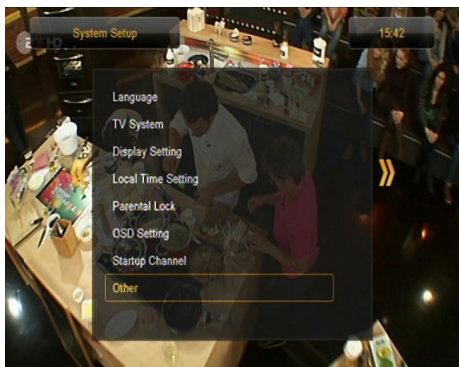 System Setup
15:42
Language
TV System
Display Setting
Local Time Setting
Parental Lock
OSD Setting
Startup Channel
Other